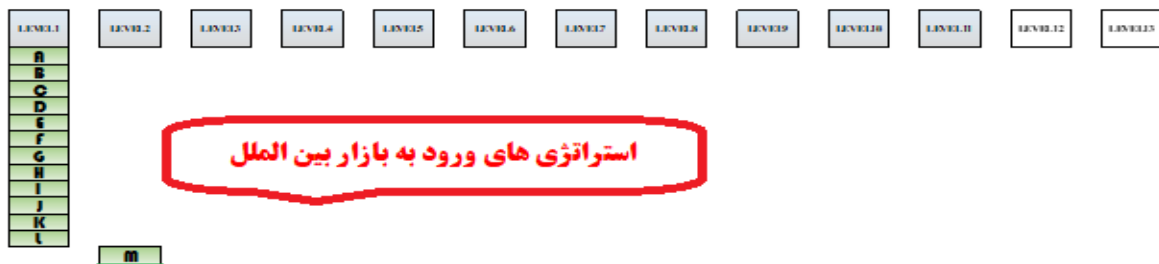 LEVEL1 LEVEL2 LEVEL3 LEVEL4 LEVEL5 LEVEL6 LEVEL7 LEVEL8 LEVEL9 LEVEL10 LEVEL11 LEVEL12 LEVEL13
A
B
C
D
E
F
G
H
I
J
K
L
استراتژی های ورود به بازار بین الملل
M